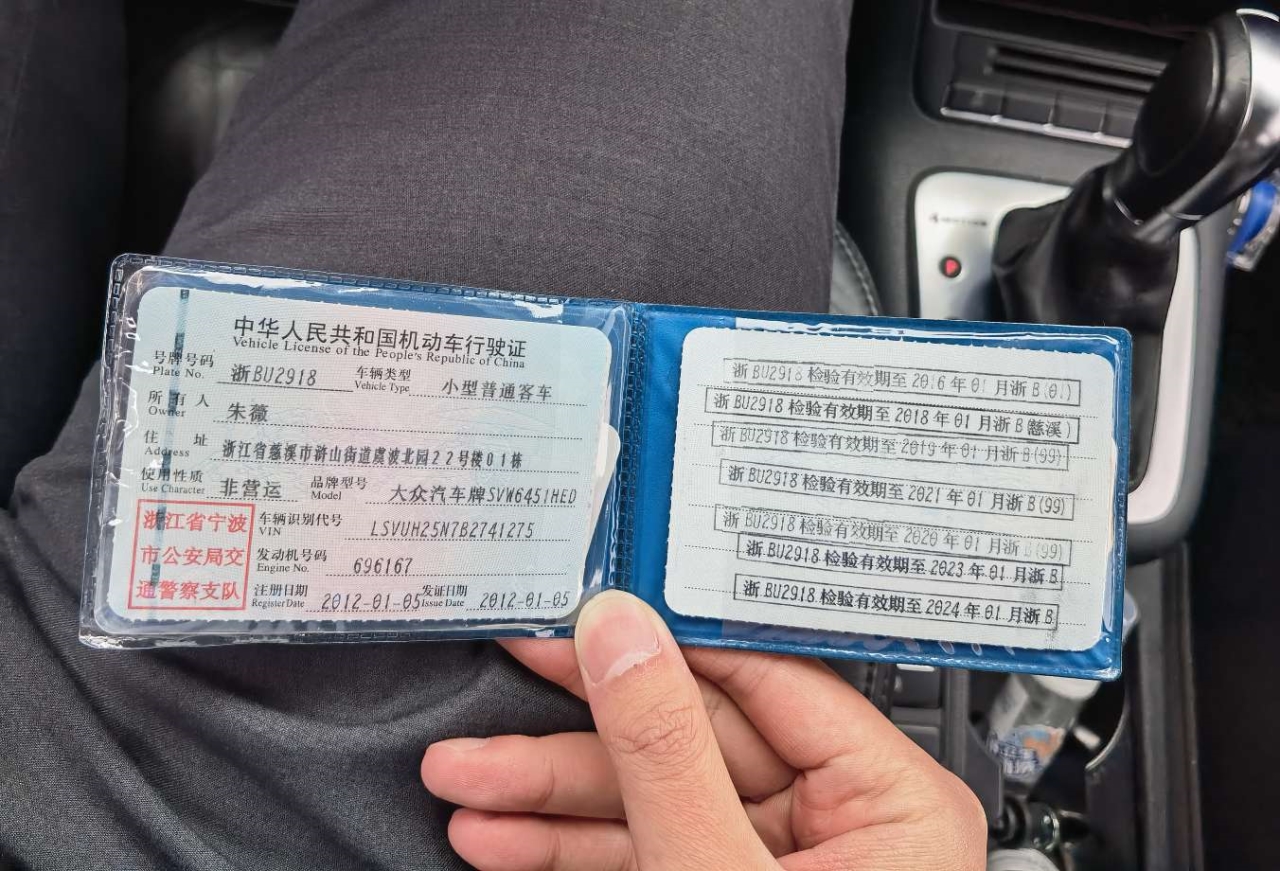 中华人民共和国机动车行驶证
Vehicle License of the People's Republic of China
号牌号码 浙BU2918 车辆类型 小型普通客车
Plate No. Vehicle Type
所有人 朱薇
Owner
住址 浙江省慈溪市浒山街道虞波北园22号楼01栋
Address
使用性质 非营运 品牌型号 大众汽车牌SVW6451HED
Use Character Model
浙江省宁波
市公安局交
通警察支队
车辆识别代号 LSVUH25N7B2741275
VIN
发动机号码 696167
Engine No.
注册日期 2012-01-05 发证日期 2012-01-05
Register Date Issue Date
浙BU2918检验有效期至2016年01月浙B(01)
浙BU2918检验有效期至2018年01月浙B(慈溪)
浙BU2918检验有效期至2019年01月浙B(99)
浙BU2918检验有效期至2021年01月浙B(99)
浙BU2918检验有效期至2020年01月浙B(99)
浙BU2918检验有效期至2023年01月浙B
浙BU2918检验有效期至2024年01月浙B